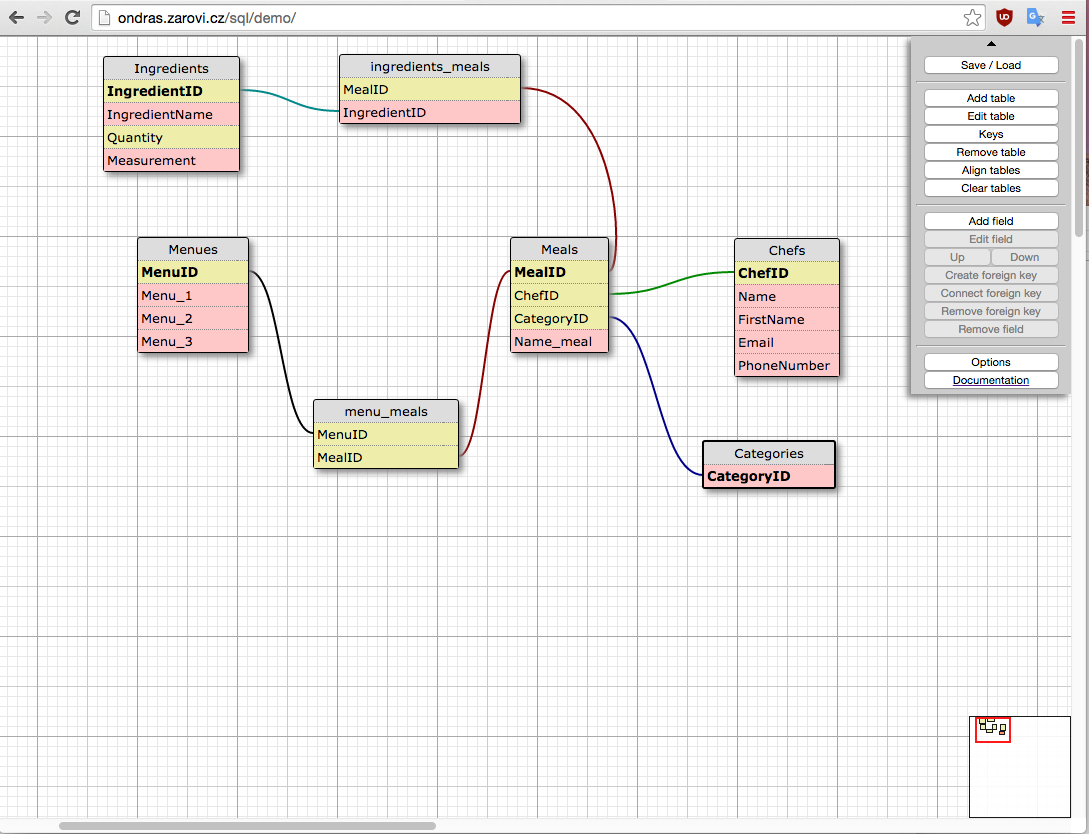 ondras.zarovi.cz/sql/demo/
Ingredients
IngredientID
IngredientName
Quantity
Measurement
ingredients_meals
MealID
IngredientID
Menues
MenuID
Menu_1
Menu_2
Menu_3
Meals
MealID
ChefID
CategoryID
Name_meal
Chefs
ChefID
Name
FirstName
Email
PhoneNumber
menu_meals
MenuID
MealID
Categories
CategoryID
Save / Load
Add table
Edit table
Keys
Remove table
Align tables
Clear tables
Add field
Edit field
Up Down
Create foreign key
Connect foreign key
Remove foreign key
Remove field
Options
Documentation